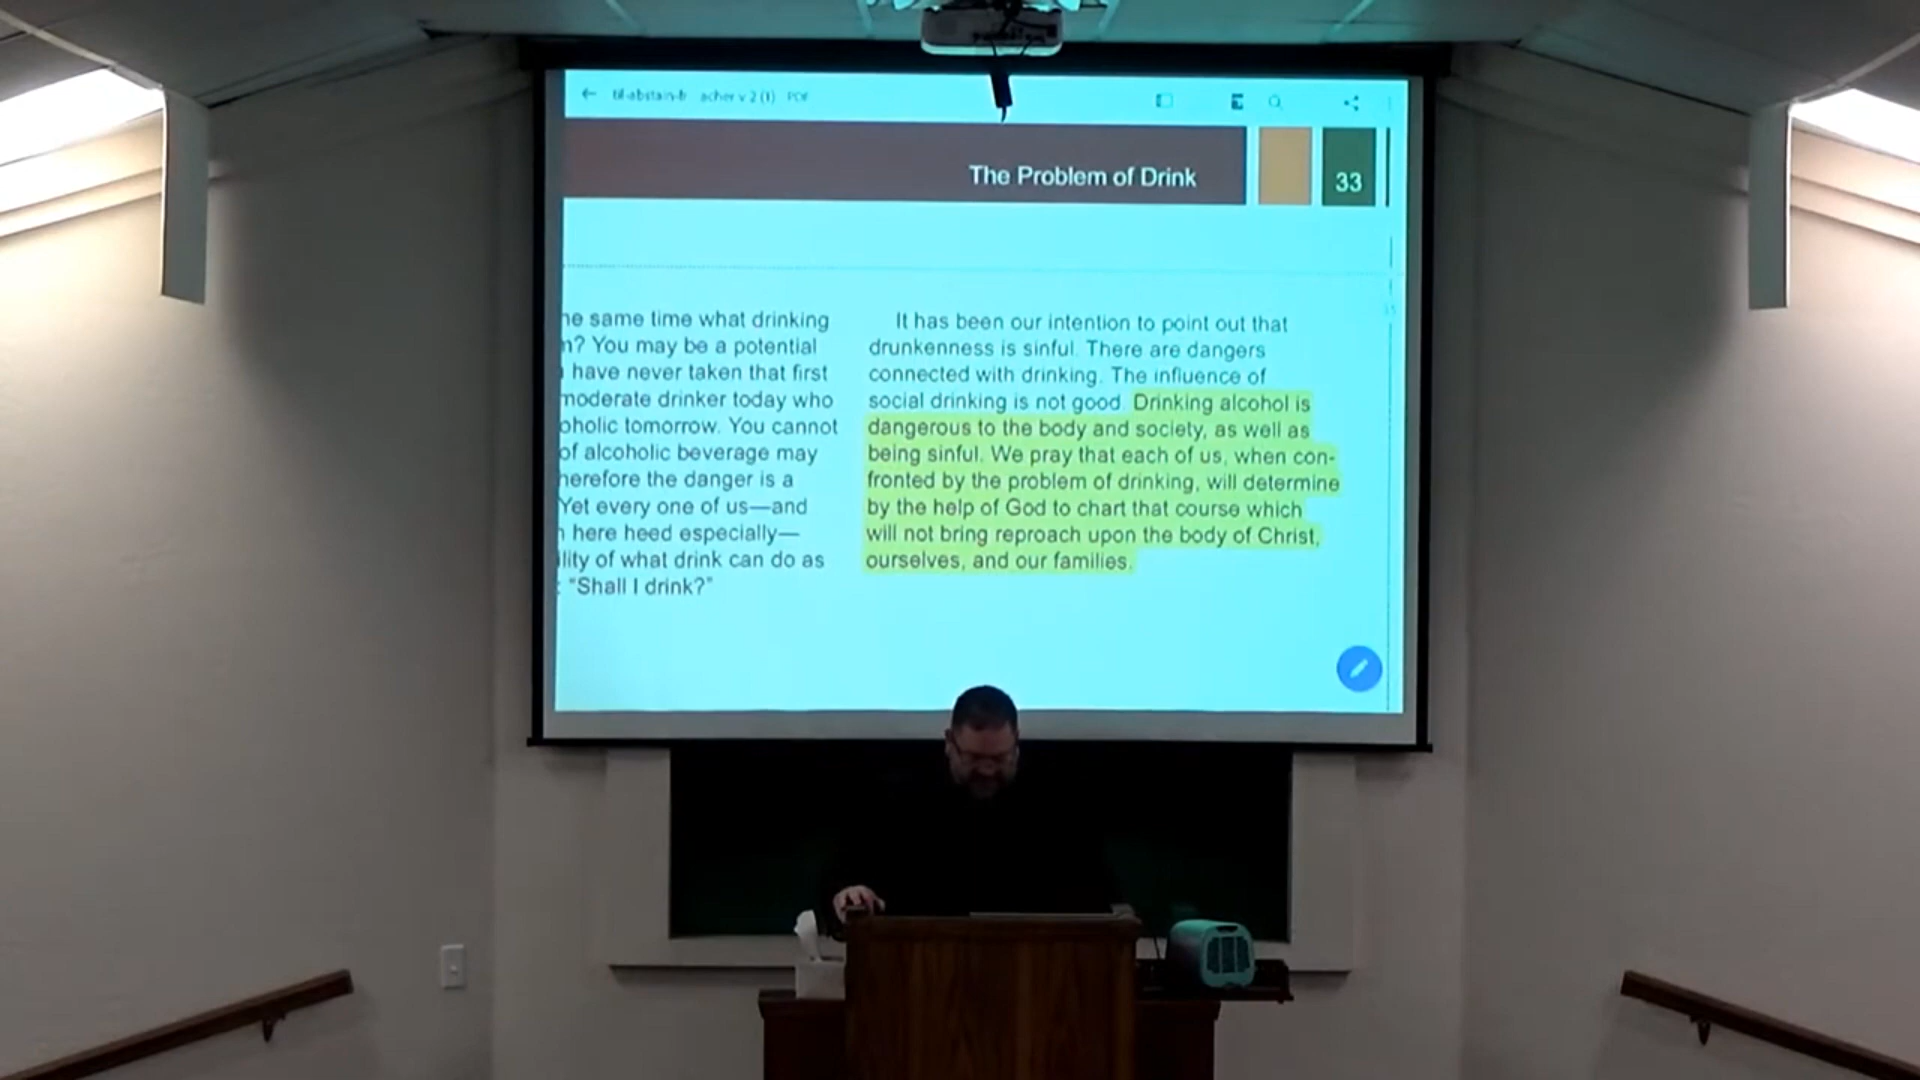 acher v 2 (1) PDF
The Problem of Drink
33
he same time what drinking
n? You may be a potential
have never taken that first
moderate drinker today who
oholic tomorrow. You cannot
of alcoholic beverage may
herefore the danger is a
Yet every one of us—and
here heed especially—
ility of what drink can do as
: "Shall I drink?"
It has been our intention to point out that
drunkenness is sinful. There are dangers
connected with drinking. The influence of
social drinking is not good. Drinking alcohol is
dangerous to the body and society, as well as
being sinful. We pray that each of us, when con-
fronted by the problem of drinking, will determine
by the help of God to chart that course which
will not bring reproach upon the body of Christ,
ourselves, and our families.